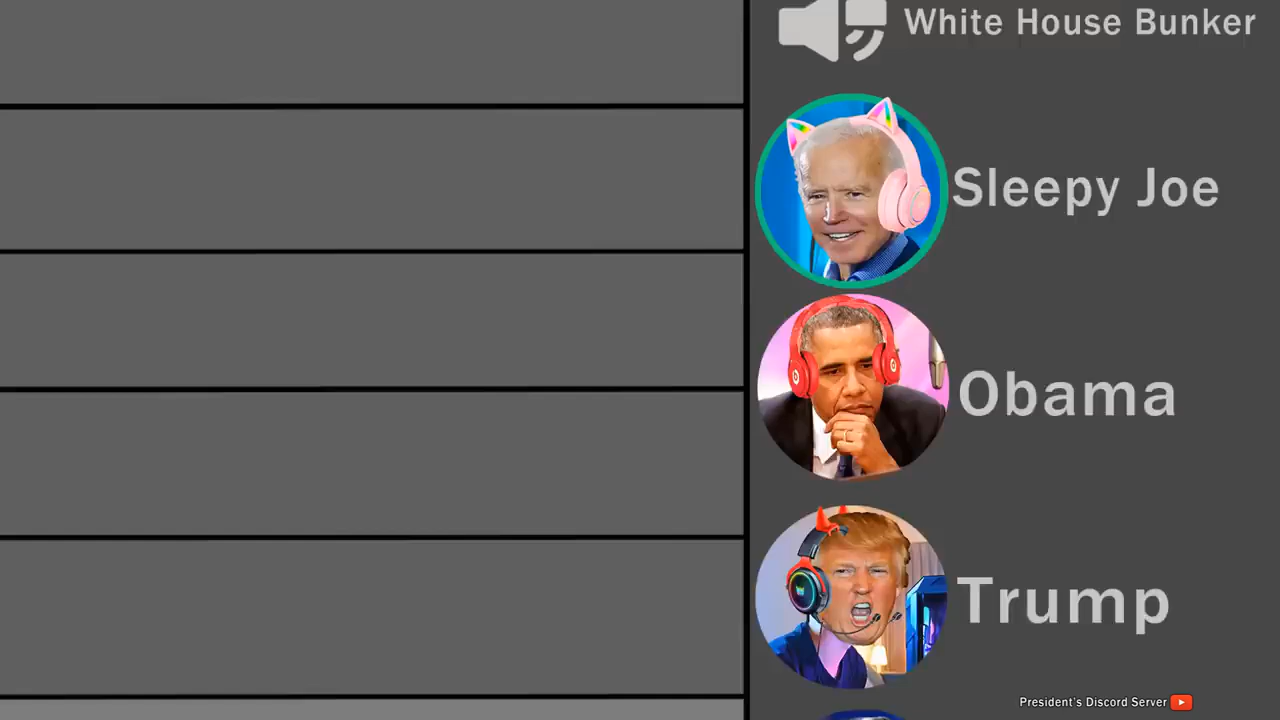 White House Bunker
Sleepy Joe
Obama
Trump
President's Discord Server